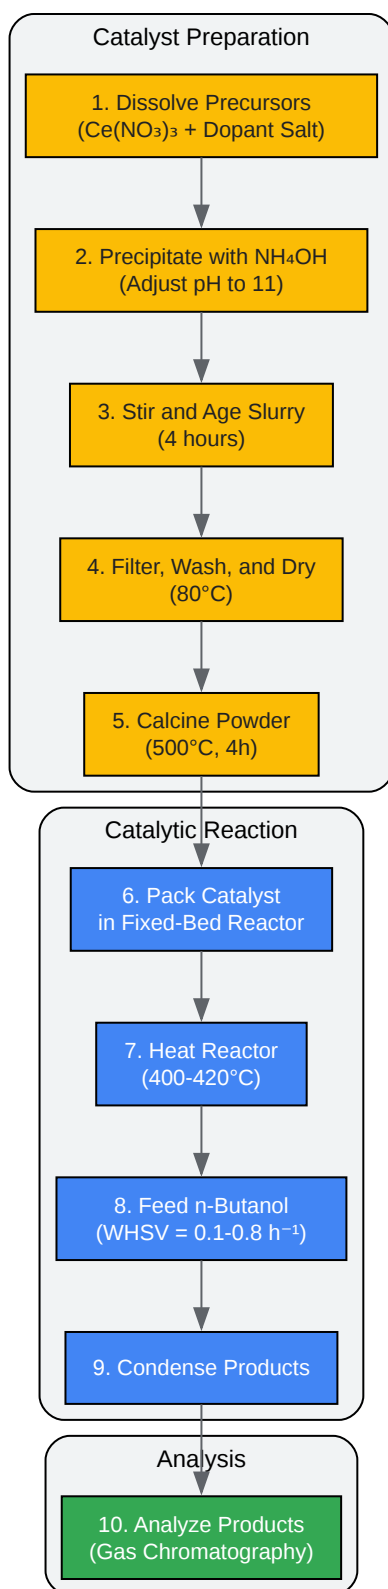 Catalyst Preparation
1. Dissolve Precursors
(Ce(NO₃)₃ + Dopant Salt)
2. Precipitate with NH₄OH
(Adjust pH to 11)
3. Stir and Age Slurry
(4 hours)
4. Filter, Wash, and Dry
(80°C)
5. Calcine Powder
(500°C, 4h)
Catalytic Reaction
6. Pack Catalyst
in Fixed-Bed Reactor
7. Heat Reactor
(400-420°C)
8. Feed n-Butanol
(WHSV = 0.1-0.8 h⁻¹)
9. Condense Products
Analysis
10. Analyze Products
(Gas Chromatography)